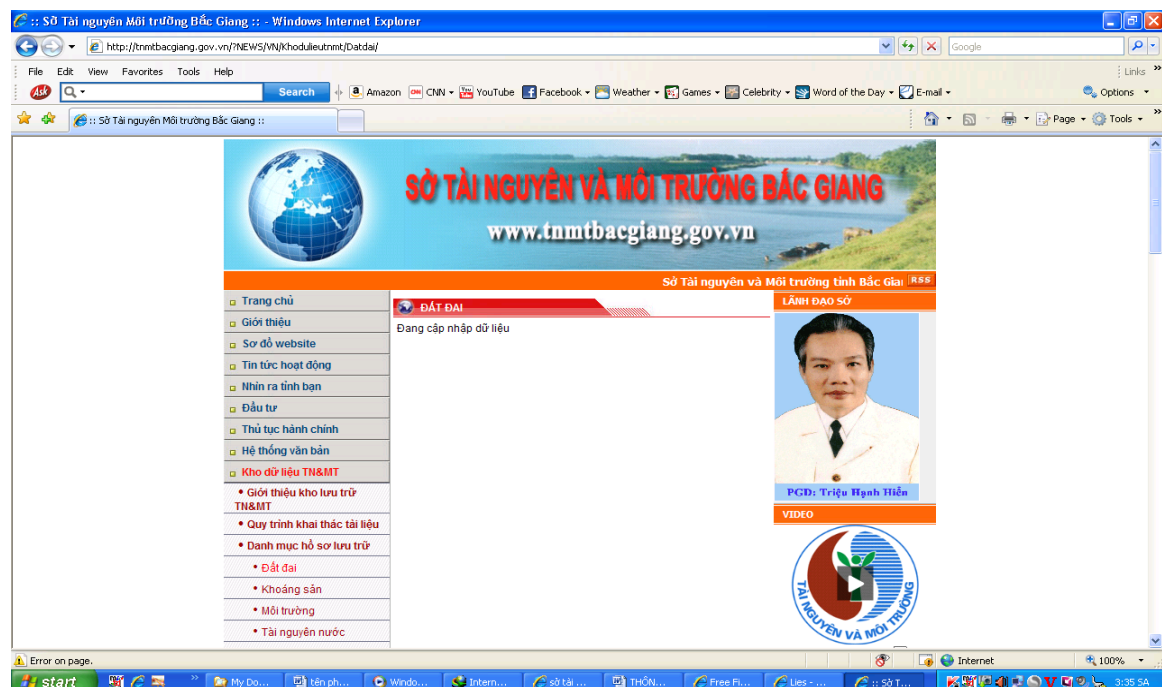 :: Sở Tài nguyên Môi trường Bắc Giang :: - Windows Internet Explorer
http://tnmtbacgiang.gov.vn/?NEWS/VN/Khodulieutnmt/Datdai/
Google
File Edit View Favorites Tools Help
Links
Ask Search Amazon CNN YouTube Facebook Weather Games Celebrity Word of the Day E-mail Options
:: Sở Tài nguyên Môi trường Bắc Giang ::
Page Tools
SỞ TÀI NGUYÊN VÀ MÔI TRƯỜNG BẮC GIANG
www.tnmtbacgiang.gov.vn
Sở Tài nguyên và Môi trường tỉnh Bắc Gia
RSS
Trang chủ
Giới thiệu
Sơ đồ website
Tin tức hoạt động
Nhìn ra tỉnh bạn
Đầu tư
Thủ tục hành chính
Hệ thống văn bản
Kho dữ liệu TN&MT
• Giới thiệu kho lưu trữ
TN&MT
• Quy trình khai thác tài liệu
• Danh mục hồ sơ lưu trữ
• Đất đai
• Khoáng sản
• Môi trường
• Tài nguyên nước
ĐẤT ĐAI
Đang cập nhập dữ liệu
LÃNH ĐẠO SỞ
PGD: Triệu Hạnh Hiển
VIDEO
TÀI NGUYÊN VÀ MÔI TRƯỜNG
Error on page.
Internet
100%
start
My Do...
tên ph...
Windo...
Intern...
sở tài ...
THÔN...
Free Fi...
Lies - ...
:: Sở T...
3:35 SA